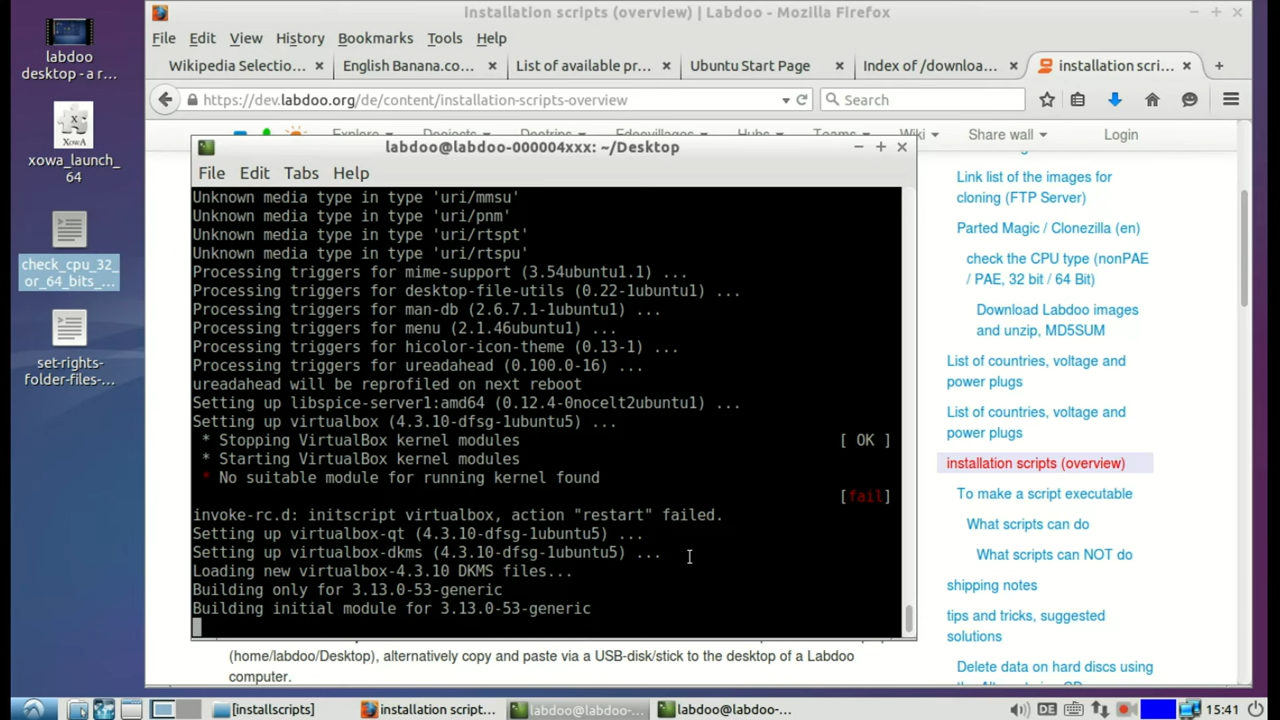 installation scripts (overview) | Labdoo - Mozilla Firefox
File Edit View History Bookmarks Tools Help
Wikipedia Selectio... × English Banana.co... × List of available pr... × Ubuntu Start Page × Index of /downloa... × installation scri... × +
https://dev.labdoo.org/de/content/installation-scripts-overview
Search
Wiki Share wall Login
labdoo
desktop - a r...
XOWA
xowa_launch_
64
check_cpu_32_
or_64_bits_...
set-rights-
folder-files-...
labdoo@labdoo-000004xxx: ~/Desktop
File Edit Tabs Help
Unknown media type in type 'uri/mmsu'
Unknown media type in type 'uri/pnm'
Unknown media type in type 'uri/rtspt'
Unknown media type in type 'uri/rtspu'
Processing triggers for mime-support (3.54ubuntu1.1) ...
Processing triggers for desktop-file-utils (0.22-1ubuntu1) ...
Processing triggers for man-db (2.6.7.1-1ubuntu1) ...
Processing triggers for menu (2.1.46ubuntu1) ...
Processing triggers for hicolor-icon-theme (0.13-1) ...
Processing triggers for ureadahead (0.100.0-16) ...
ureadahead will be reprofiled on next reboot
Setting up libspice-server1:amd64 (0.12.4-0nocelt2ubuntu1) ...
Setting up virtualbox (4.3.10-dfsg-1ubuntu5) ...
* Stopping VirtualBox kernel modules [ OK ]
* Starting VirtualBox kernel modules
* No suitable module for running kernel found
[fail]
invoke-rc.d: initscript virtualbox, action "restart" failed.
Setting up virtualbox-qt (4.3.10-dfsg-1ubuntu5) ...
Setting up virtualbox-dkms (4.3.10-dfsg-1ubuntu5) ...
Loading new virtualbox-4.3.10 DKMS files...
Building only for 3.13.0-53-generic
Building initial module for 3.13.0-53-generic
Link list of the images for
cloning (FTP Server)
Parted Magic / Clonezilla (en)
check the CPU type (nonPAE
/ PAE, 32 bit / 64 Bit)
Download Labdoo images
and unzip, MD5SUM
List of countries, voltage and
power plugs
List of countries, voltage and
power plugs
installation scripts (overview)
To make a script executable
What scripts can do
What scripts can NOT do
shipping notes
tips and tricks, suggested
solutions
Delete data on hard discs using
(home/labdoo/Desktop), alternatively copy and paste via a USB-disk/stick to the desktop of a Labdoo
computer.
[installscripts] installation script... labdoo@labdoo-... labdoo@labdoo-... DE 15:41